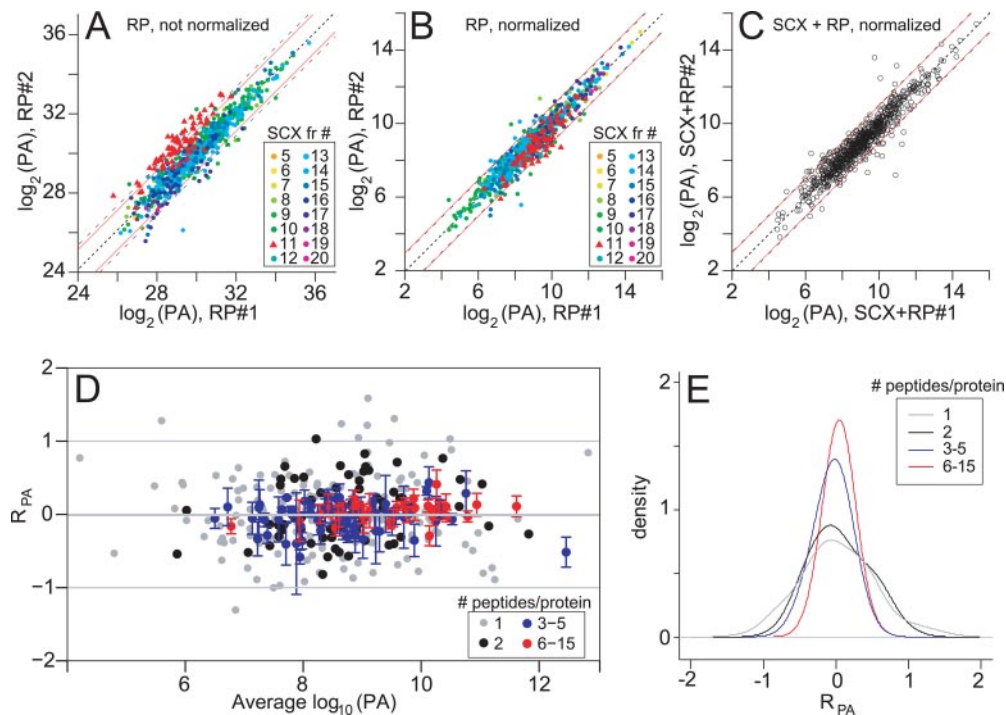 A RP, not normalized
36
32
28
24
log2(PA), RP#2
SCX fr #
5 13
6 14
7 15
8 16
9 17
10 18
11 19
12 20
24 28 32 36
log2(PA), RP#1
B RP, normalized
14
10
6
2
log2(PA), RP#2
SCX fr #
5 13
6 14
7 15
8 16
9 17
10 18
11 19
12 20
2 6 10 14
log2(PA), RP#1
C SCX + RP, normalized
14
10
6
2
log2(PA), SCX+RP#2
2 6 10 14
log2(PA), SCX+RP#1
D
2
1
0
−1
−2
RPA
# peptides/protein
1 3−5
2 6−15
6 8 10 12
Average log10(PA)
E
# peptides/protein
1
2
3-5
6-15
2
1
0
density
-2 -1 0 1 2
RPA